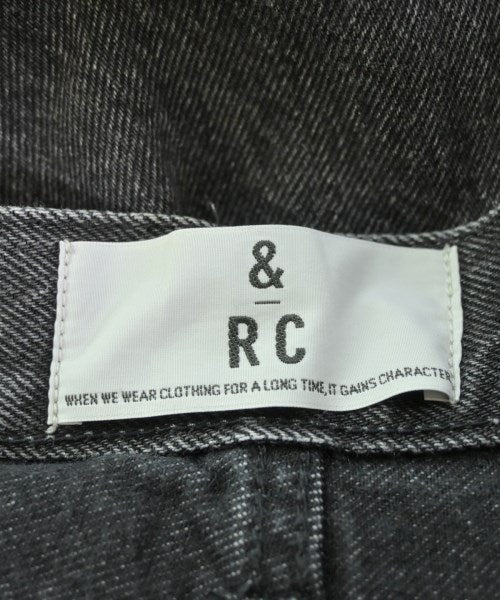 &
RC
WHEN WE WEAR CLOTHING FOR A LONG TIME, IT GAINS CHARACTER